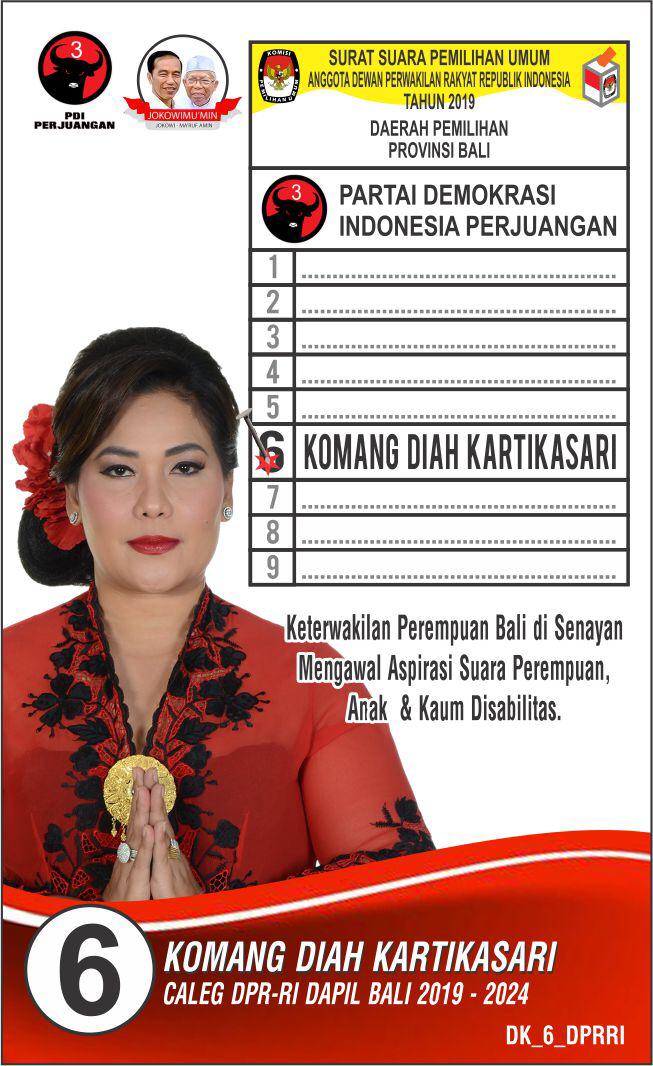 3
PDI
PERJUANGAN
JOKOWIMU'MIN
JOKOWI - MA'RUF AMIN
KOMISI
PEMILIHAN UMUM
SURAT SUARA PEMILIHAN UMUM
ANGGOTA DEWAN PERWAKILAN RAKYAT REPUBLIK INDONESIA
TAHUN 2019
DAERAH PEMILIHAN
PROVINSI BALI
3
PARTAI DEMOKRASI
INDONESIA PERJUANGAN
1 ................................................
2 ................................................
3 ................................................
4 ................................................
5 ................................................
6 KOMANG DIAH KARTIKASARI
7 ................................................
8 ................................................
9 ................................................
Keterwakilan Perempuan Bali di Senayan
Mengawal Aspirasi Suara Perempuan,
Anak & Kaum Disabilitas.
6
KOMANG DIAH KARTIKASARI
CALEG DPR-RI DAPIL BALI 2019 - 2024
DK_6_DPRRI